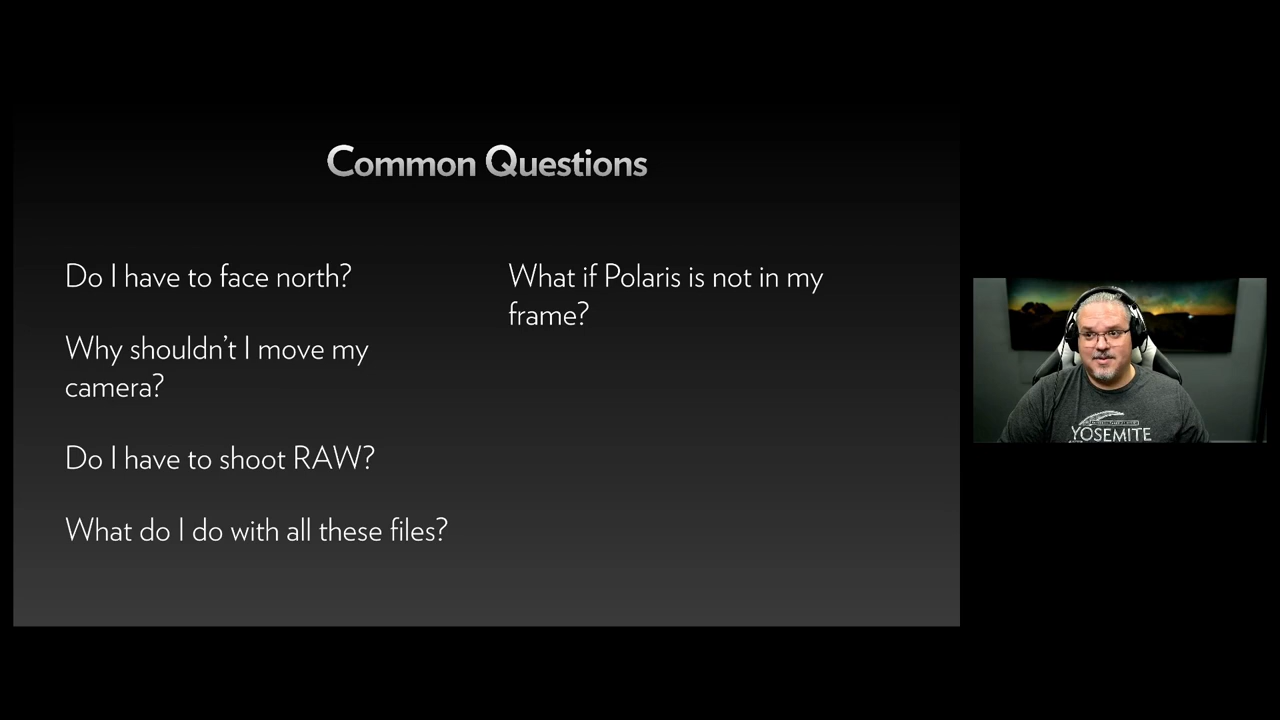 Common Questions
Do I have to face north?
Why shouldn't I move my
camera?
Do I have to shoot RAW?
What do I do with all these files?
What if Polaris is not in my
frame?
YOSEMITE